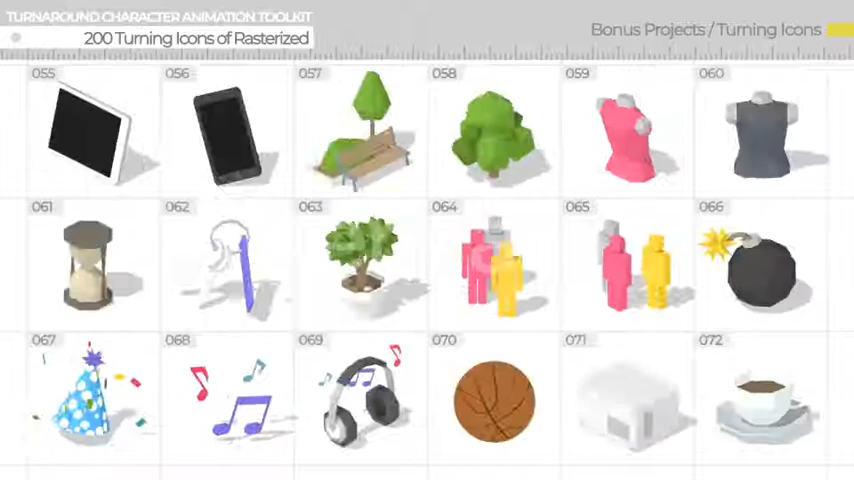 TURNAROUND CHARACTER ANIMATION TOOLKIT
200 Turning Icons of Rasterized
Bonus Projects / Turning Icons
055 056 057 058 059 060
061 062 063 064 065 066
067 068 069 070 071 072